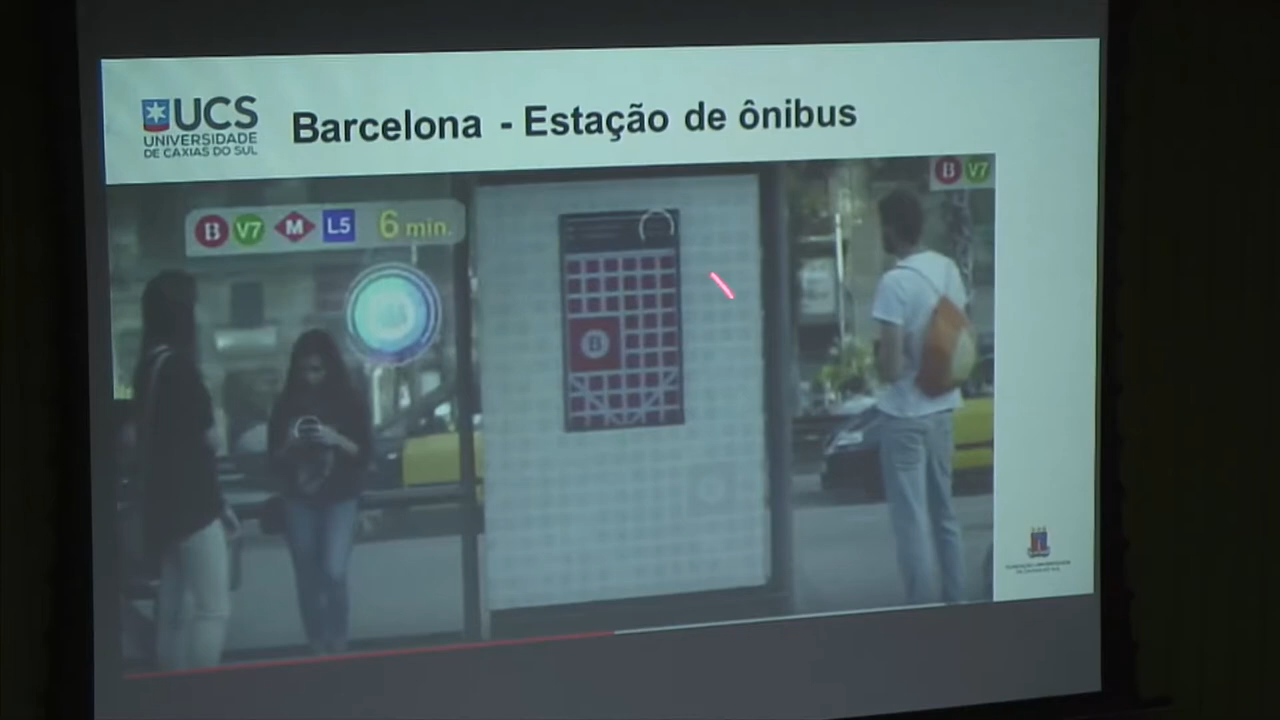 UCS
UNIVERSIDADE
DE CAXIAS DO SUL
Barcelona - Estação de ônibus
B V7 M L5 6 min.
B V7
B